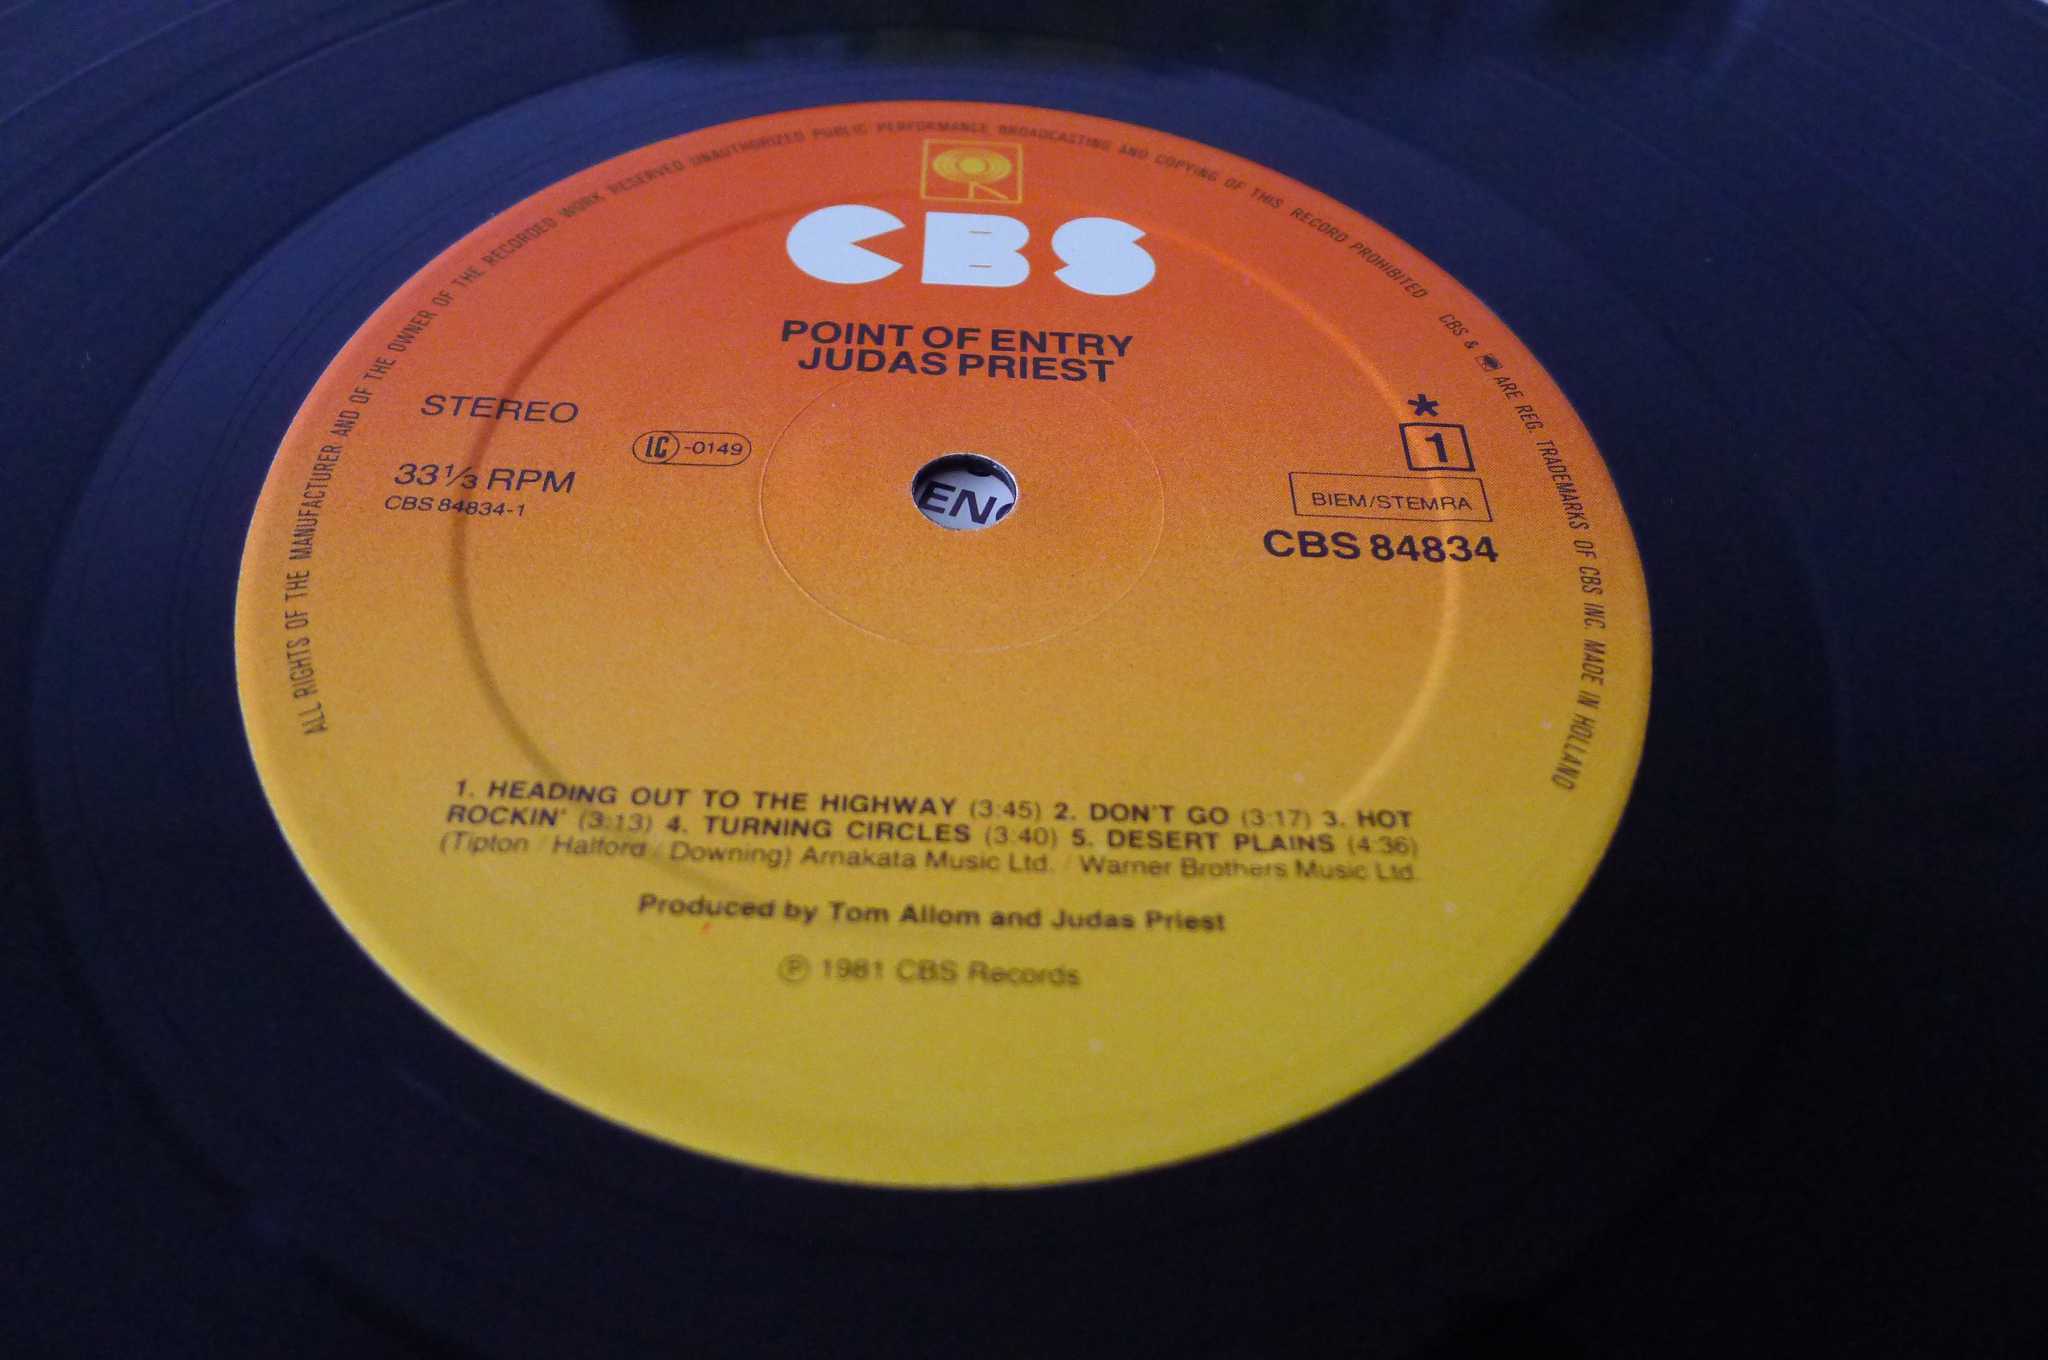 ALL RIGHTS OF THE MANUFACTURER AND OF THE OWNER OF THE RECORDED WORK RESERVED UNAUTHORIZED PUBLIC PERFORMANCE BROADCASTING AND COPYING OF THIS RECORD PROHIBITED CBS & ARE REG. TRADEMARKS OF CBS INC. MADE IN HOLLAND
CBS
POINT OF ENTRY
JUDAS PRIEST
STEREO
LC -0149
33⅓ RPM
CBS 84834-1
*
1
BIEM/STEMRA
CBS 84834
EN
1. HEADING OUT TO THE HIGHWAY (3:45) 2. DON'T GO (3:17) 3. HOT
ROCKIN' (3:13) 4. TURNING CIRCLES (3:40) 5. DESERT PLAINS (4:36)
(Tipton / Halford / Downing) Arnakata Music Ltd. / Warner Brothers Music Ltd.
Produced by Tom Allom and Judas Priest
℗ 1981 CBS Records